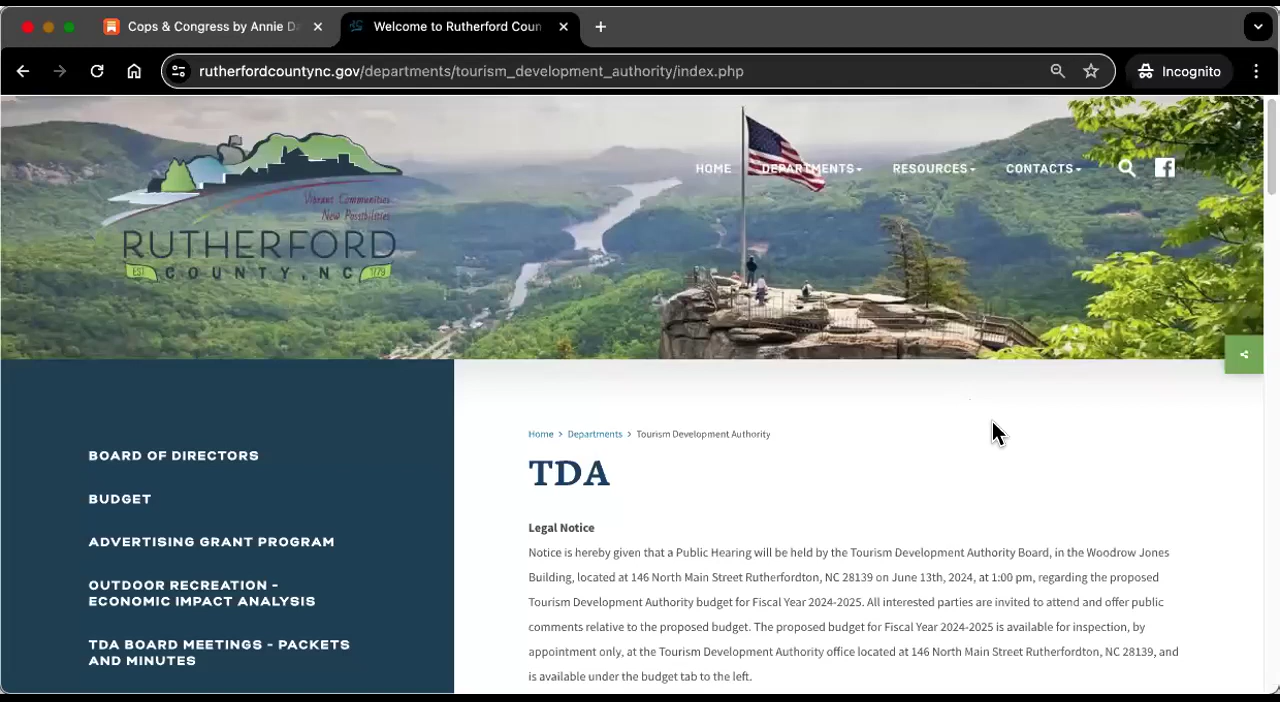 Cops & Congress by Annie Da
Welcome to Rutherford Coun
rutherfordcountync.gov/departments/tourism_development_authority/index.php
Incognito
Vibrant Communities
New Possibilities
RUTHERFORD
EST COUNTY, NC 1779
HOME DEPARTMENTS RESOURCES CONTACTS
BOARD OF DIRECTORS
BUDGET
ADVERTISING GRANT PROGRAM
OUTDOOR RECREATION -
ECONOMIC IMPACT ANALYSIS
TDA BOARD MEETINGS - PACKETS
AND MINUTES
Home > Departments > Tourism Development Authority
TDA
Legal Notice
Notice is hereby given that a Public Hearing will be held by the Tourism Development Authority Board, in the Woodrow Jones
Building, located at 146 North Main Street Rutherfordton, NC 28139 on June 13th, 2024, at 1:00 pm, regarding the proposed
Tourism Development Authority budget for Fiscal Year 2024-2025. All interested parties are invited to attend and offer public
comments relative to the proposed budget. The proposed budget for Fiscal Year 2024-2025 is available for inspection, by
appointment only, at the Tourism Development Authority office located at 146 North Main Street Rutherfordton, NC 28139, and
is available under the budget tab to the left.